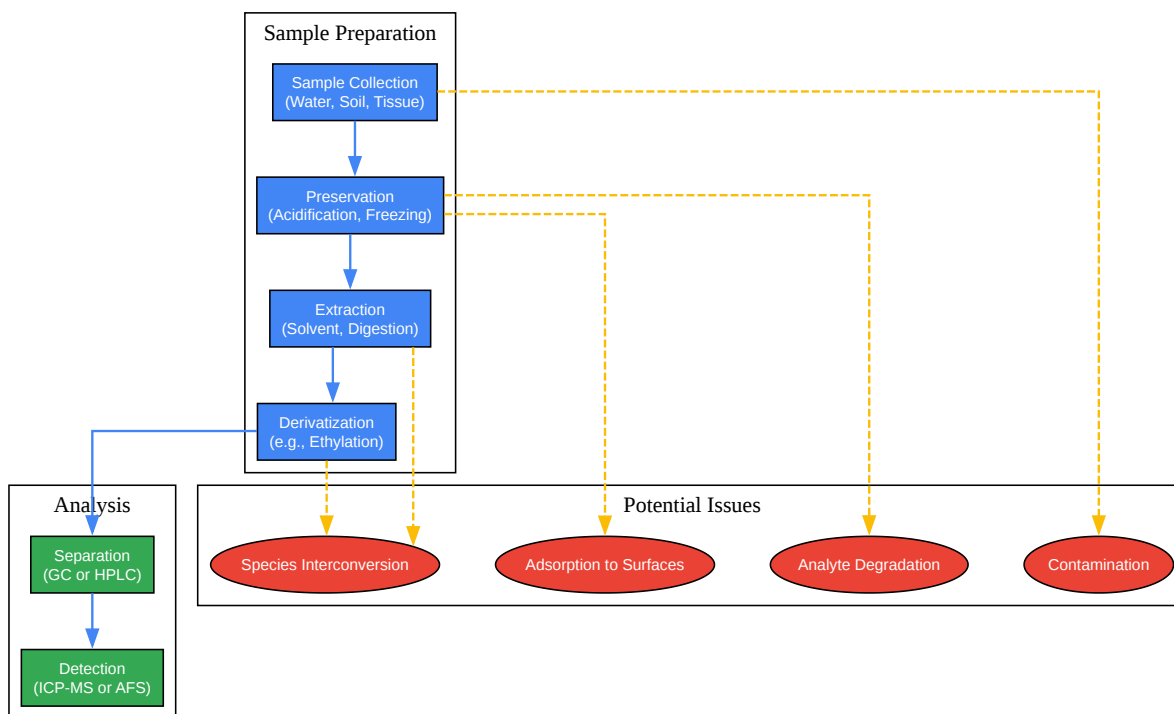 Sample Preparation
Sample Collection
(Water, Soil, Tissue)
Preservation
(Acidification, Freezing)
Extraction
(Solvent, Digestion)
Derivatization
(e.g., Ethylation)
Analysis
Separation
(GC or HPLC)
Detection
(ICP-MS or AFS)
Potential Issues
Species Interconversion
Adsorption to Surfaces
Analyte Degradation
Contamination